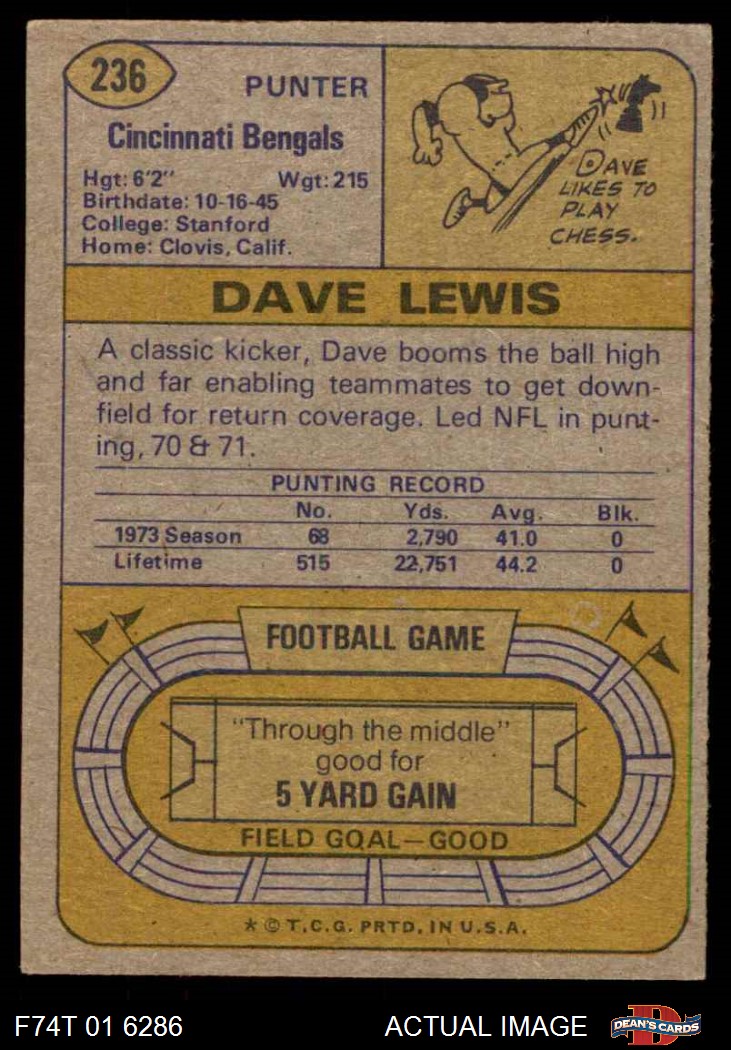 236
PUNTER
Cincinnati Bengals
Hgt: 6'2" Wgt: 215
Birthdate: 10-16-45
College: Stanford
Home: Clovis, Calif.
DAVE
LIKES TO
PLAY
CHESS.
DAVE LEWIS
A classic kicker, Dave booms the ball high
and far enabling teammates to get down-
field for return coverage. Led NFL in punt-
ing, 70 & 71.
PUNTING RECORD
No. Yds. Avg. Blk.
1973 Season 68 2,790 41.0 0
Lifetime 515 22,751 44.2 0
FOOTBALL GAME
"Through the middle"
good for
5 YARD GAIN
FIELD GOAL—GOOD
* © T.C.G. PRTD. IN U.S.A.
F74T 01 6286 ACTUAL IMAGE
D
DEAN'S CARDS